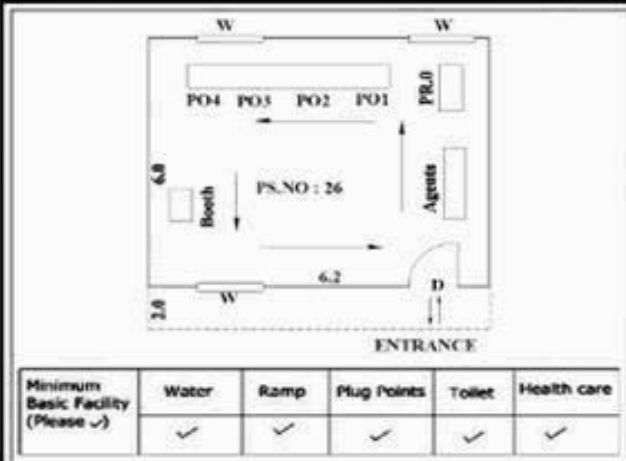 W W
PO4 PO3 PO2 PO1
PR.0
6.0
Booth
PS.NO : 26
Agents
6.2
W
D
2.0
ENTRANCE
Minimum Basic Facility (Please ✓)
Water Ramp Plug Points Toilet Health care
✓ ✓ ✓ ✓ ✓